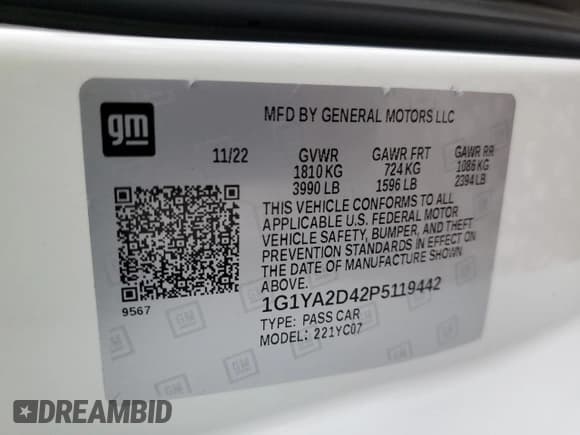 gm
MFD BY GENERAL MOTORS LLC
11/22 GVWR GAWR FRT GAWR RR
1810 KG 724 KG 1086 KG
3990 LB 1596 LB 2394 LB
THIS VEHICLE CONFORMS TO ALL
APPLICABLE U.S. FEDERAL MOTOR
VEHICLE SAFETY, BUMPER, AND THEFT
PREVENTION STANDARDS IN EFFECT ON
THE DATE OF MANUFACTURE SHOWN
ABOVE.
9567
1G1YA2D42P5119442
TYPE: PASS CAR
MODEL: 221YC07
DREAMBID